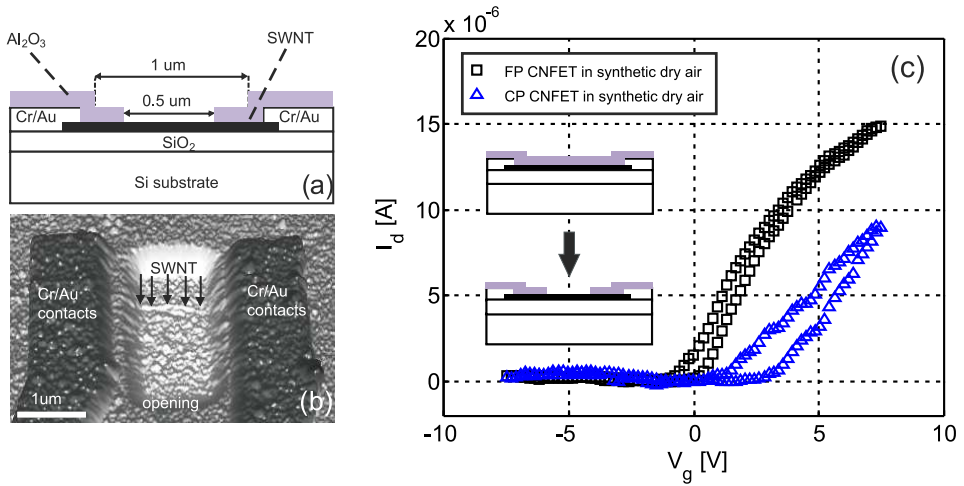 Al₂O₃
SWNT
1 um
0.5 um
Cr/Au
Cr/Au
SiO₂
Si substrate
(a)
SWNT
Cr/Au
contacts
Cr/Au
contacts
opening
1um
(b)
x 10⁻⁶
20
15
10
5
0
I_d [A]
FP CNFET in synthetic dry air
CP CNFET in synthetic dry air
(c)
-10
-5
0
5
10
V_g [V]